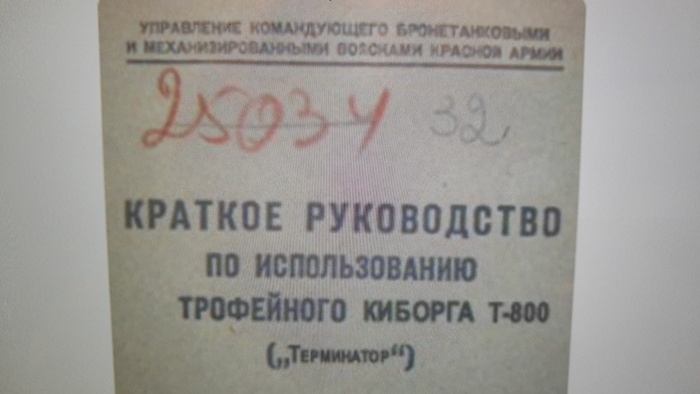 УПРАВЛЕНИЕ КОМАНДУЮЩЕГО БРОНЕТАНКОВЫМИ
И МЕХАНИЗИРОВАННЫМИ ВОЙСКАМИ КРАСНОЙ АРМИИ
25034 32.
КРАТКОЕ РУКОВОДСТВО
ПО ИСПОЛЬЗОВАНИЮ
ТРОФЕЙНОГО КИБОРГА Т-800
(„Терминатор“)